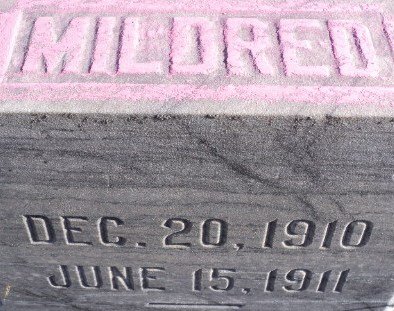 MILDRED
DEC. 20, 1910
JUNE 15, 1911